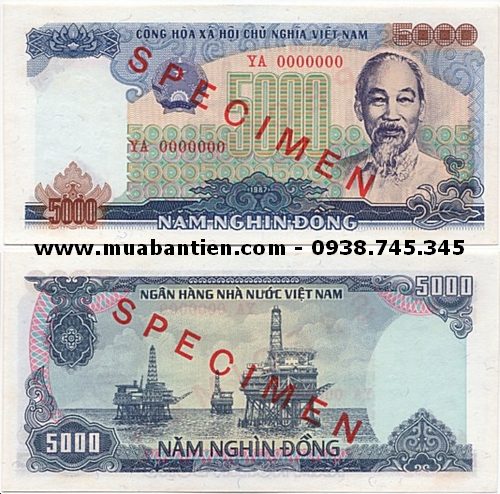 CỘNG HÒA XÃ HỘI CHỦ NGHĨA VIỆT NAM
5000
YA 0000000
5000
SPECIMEN
YA 0000000
5000
1987
NĂM NGHÌN ĐỒNG
www.muabantien.com - 0938.745.345
NGÂN HÀNG NHÀ NƯỚC VIỆT NAM
5000
SPECIMEN
5000
NĂM NGHÌN ĐỒNG